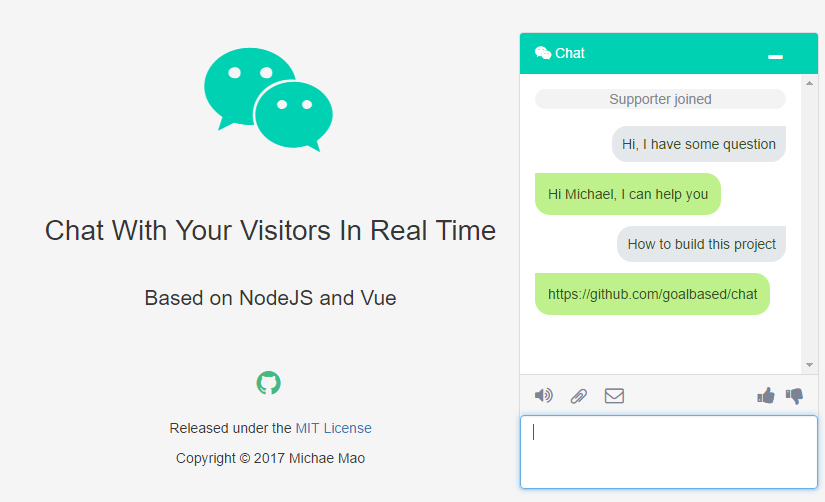 Chat With Your Visitors In Real Time
Based on NodeJS and Vue
Released under the MIT License
Copyright © 2017 Michae Mao
Chat
Supporter joined
Hi, I have some question
Hi Michael, I can help you
How to build this project
https://github.com/goalbased/chat